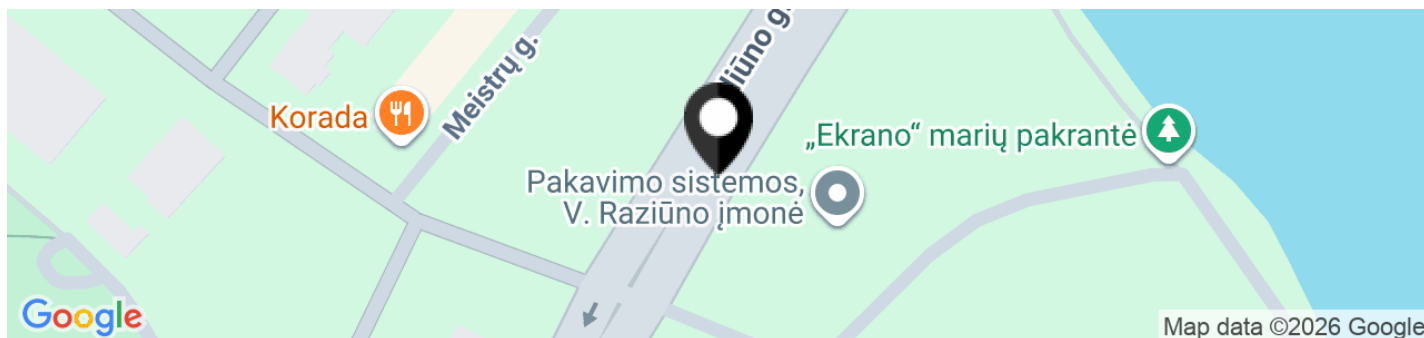 Meistrų g.
Korada
„Ekrano“ marių pakrantė
Pakavimo sistemos,
V. Raziūno įmonė
Google
Map data ©2026 Google